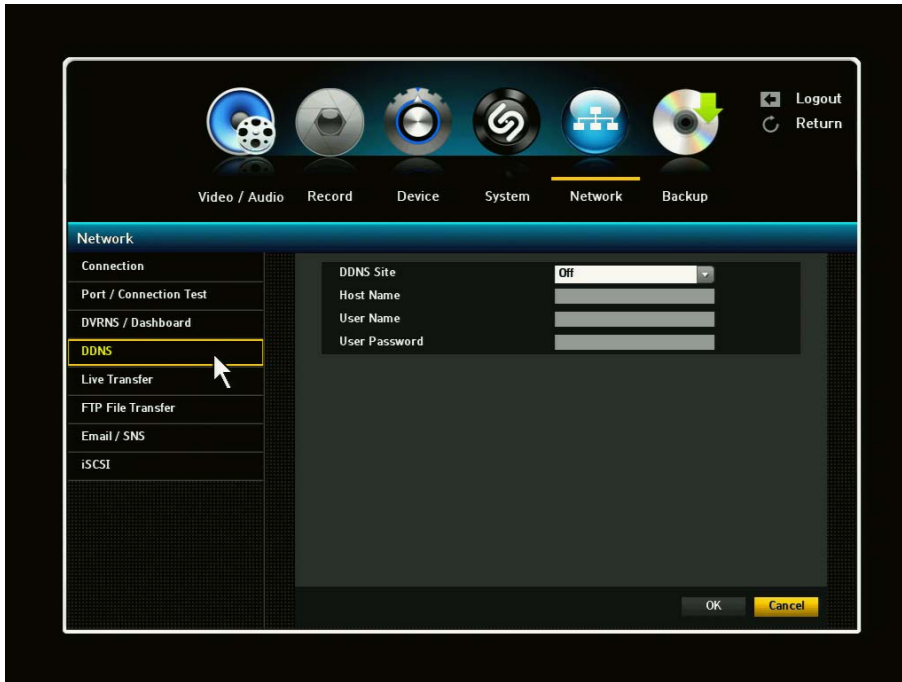 Logout
Return
Video / Audio Record Device System Network Backup
Network
Connection
Port / Connection Test
DVRNS / Dashboard
DDNS
Live Transfer
FTP File Transfer
Email / SNS
iSCSI
DDNS Site Off
Host Name
User Name
User Password
OK Cancel